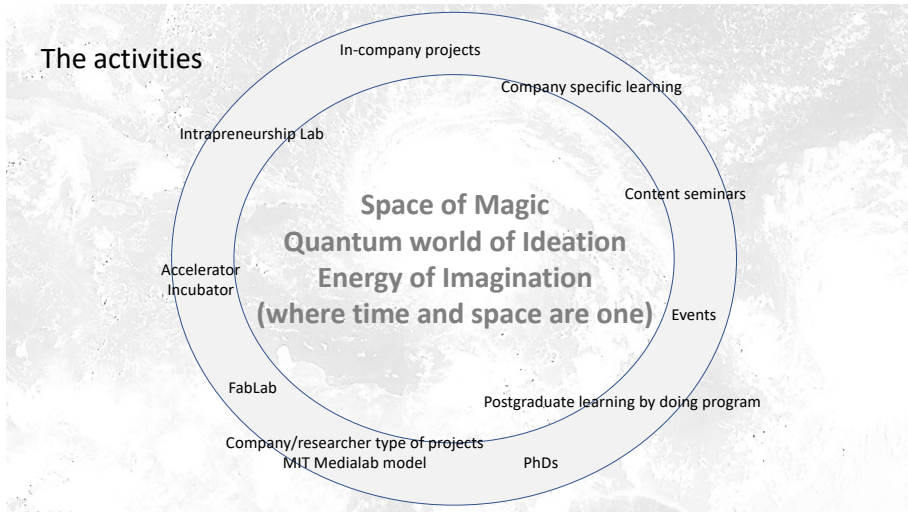 The activities
In-company projects
Company specific learning
Intrapreneurship Lab
Content seminars
Space of Magic
Quantum world of Ideation
Energy of Imagination
(where time and space are one)
Accelerator
Incubator
Events
FabLab
Postgraduate learning by doing program
Company/researcher type of projects
MIT Medialab model
PhDs